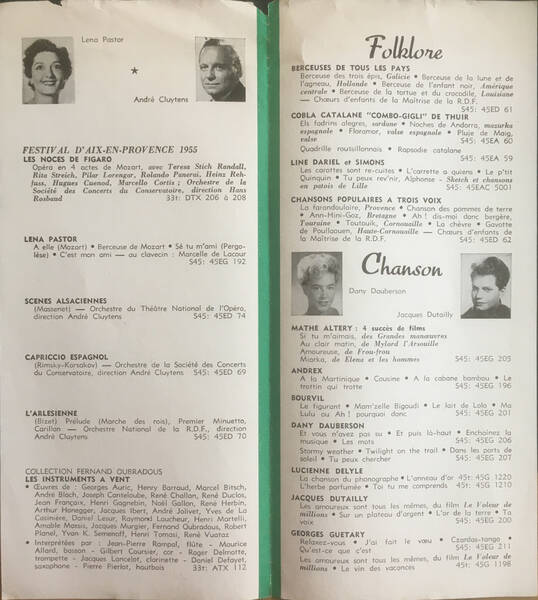 Lena Pastor
★
André Cluytens
FESTIVAL D'AIX-EN-PROVENCE 1955
LES NOCES DE FIGARO
Opéra en 4 actes de Mozart, avec Teresa Stich Randall,
Rita Streich, Pilar Lorengar, Rolando Panerai, Heinz Reh-
fuss, Hugues Cuenod, Marcello Cortis ; Orchestre de la
Société des Concerts du Conservatoire, direction Hans
Rosbaud 33t: DTX 206 à 208
LENA PASTOR
A elle (Mozart) • Berceuse de Mozart • Sé tu m'ami (Pergo-
lèse) • C'est mon ami — au clavecin : Marcelle de Lacour
S45: 45EG 192
SCENES ALSACIENNES
(Massenet) — Orchestre du Théâtre National de l'Opéra,
direction André Cluytens S45: 45ED 74
CAPRICCIO ESPAGNOL
(Rimsky-Korsakov) — Orchestre de la Société des Concerts
du Conservatoire, direction André Cluytens S45: 45ED 69
L'ARLESIENNE
(Bizet) Prélude (Marche des rois), Premier Minuetto,
Carillon — Orchestre National de la R.D.F., direction
André Cluytens S45: 45ED 70
COLLECTION FERNAND OUBRADOUS
LES INSTRUMENTS A VENT
• Œuvres de : Georges Auric, Henry Barraud, Marcel Bitsch,
André Bloch, Joseph Canteloube, René Challan, René Duclos,
Jean Françaix, Henri Gagnebin, Noël Gallon, René Herbin,
Arthur Honegger, Jacques Ibert, André Jolivet, Yves de La
Casinière, Daniel Lesur, Raymond Loucheur, Henri Martelli,
Amable Massis, Jacques Murgier, Fernand Oubradous, Robert
Planel, Yvan K. Semenoff, Henri Tomasi, René Vuataz
• Interprétées par : Jean-Pierre Rampal, flûte - Maurice
Allard, basson - Gilbert Coursier, cor - Roger Delmotte,
trompette - Jacques Lancelot, clarinette - Daniel Defayet,
saxophone - Pierre Pierlot, hautbois 33t: ATX 112
Folklore
BERCEUSES DE TOUS LES PAYS
Berceuse des trois épis, Galicie • Berceuse de la lune et de
l'agneau, Hollande • Berceuse de l'enfant noir, Amérique
centrale • Berceuse de la tortue et du crocodile, Louisiane
— Chœurs d'enfants de la Maîtrise de la R.D.F.
S45: 45ED 61
COBLA CATALANE "COMBO-GIGLI" DE THUIR
Els fadrins alegres, sardane • Noches de Andorra, mazurka
espagnole • Floramor, valse espagnole • Pluje de Maig,
valse S45: 45EA 60
Quadrille roussillonnais • Rapsodie catalane
S45: 45EA 59
LINE DARIEL et SIMONS
Les carottes sont re-cuites • L'carrette a quiens • Le p'tit
Quinquin • Tu peux rev'nir, Alphonse - Sketch et chansons
en patois de Lille S45: 45EAC 5001
CHANSONS POPULAIRES A TROIS VOIX
La farandoulaire, Provence • Chanson des pommes de terre
• Ann-Mini-Goz, Bretagne • Ah ! dis-moi donc bergère,
Touraine • Toutouik, Cornouaille • La chèvre • Gavotte
de Poullaouen, Haute-Cornouaille — Chœurs d'enfants de
la Maîtrise de la R.D.F. S45: 45ED 62
Chanson
Dany Dauberson
Jacques Dutailly
MATHE ALTERY : 4 succès de films
Si tu m'aimais, des Grandes manœuvres
Au clair matin, de Mylord l'Arsouille
Amoureuse, de Frou-frou
Miarka, de Elena et les hommes S45: 45EG 205
ANDREX
A la Martinique • Cousine • A la cabane bambou • Le
trottin qui trotte S45: 45EG 196
BOURVIL
Le figurant • Mam'zelle Bigoudi • Le lait de Lolo • Ma
Lulu ou Ah ! pourquoi donc S45: 45EG 201
DANY DAUBERSON
Et vous n'avez pas su • Et puis là-haut • Enchaînez la
musique • Les mots S45: 45EG 206
Stormy weather • Twilight on the trail • Dans les parcs de
soleil • Tu peux chercher S45: 45EG 207
LUCIENNE DELYLE
La chanson du phonographe • L'anneau d'or 45t: 45G 1220
L'herbe parfumée • Toi tu me comprends 45t: 45G 1210
JACQUES DUTAILLY
Les amoureux sont tous les mêmes, du film Le Voleur de
millions • Sur un plateau d'argent • L'or de la terre • Ta
voix S45: 45EG 200
GEORGES GUETARY
Relaxez-vous • J'ai fait le vœu • Czardas-tango •
Qu'est-ce que c'est S45: 45EG 211
Les amoureux sont tous les mêmes, du film Le Voleur de
millions • Le vin des vacances 45t: 45G 1198